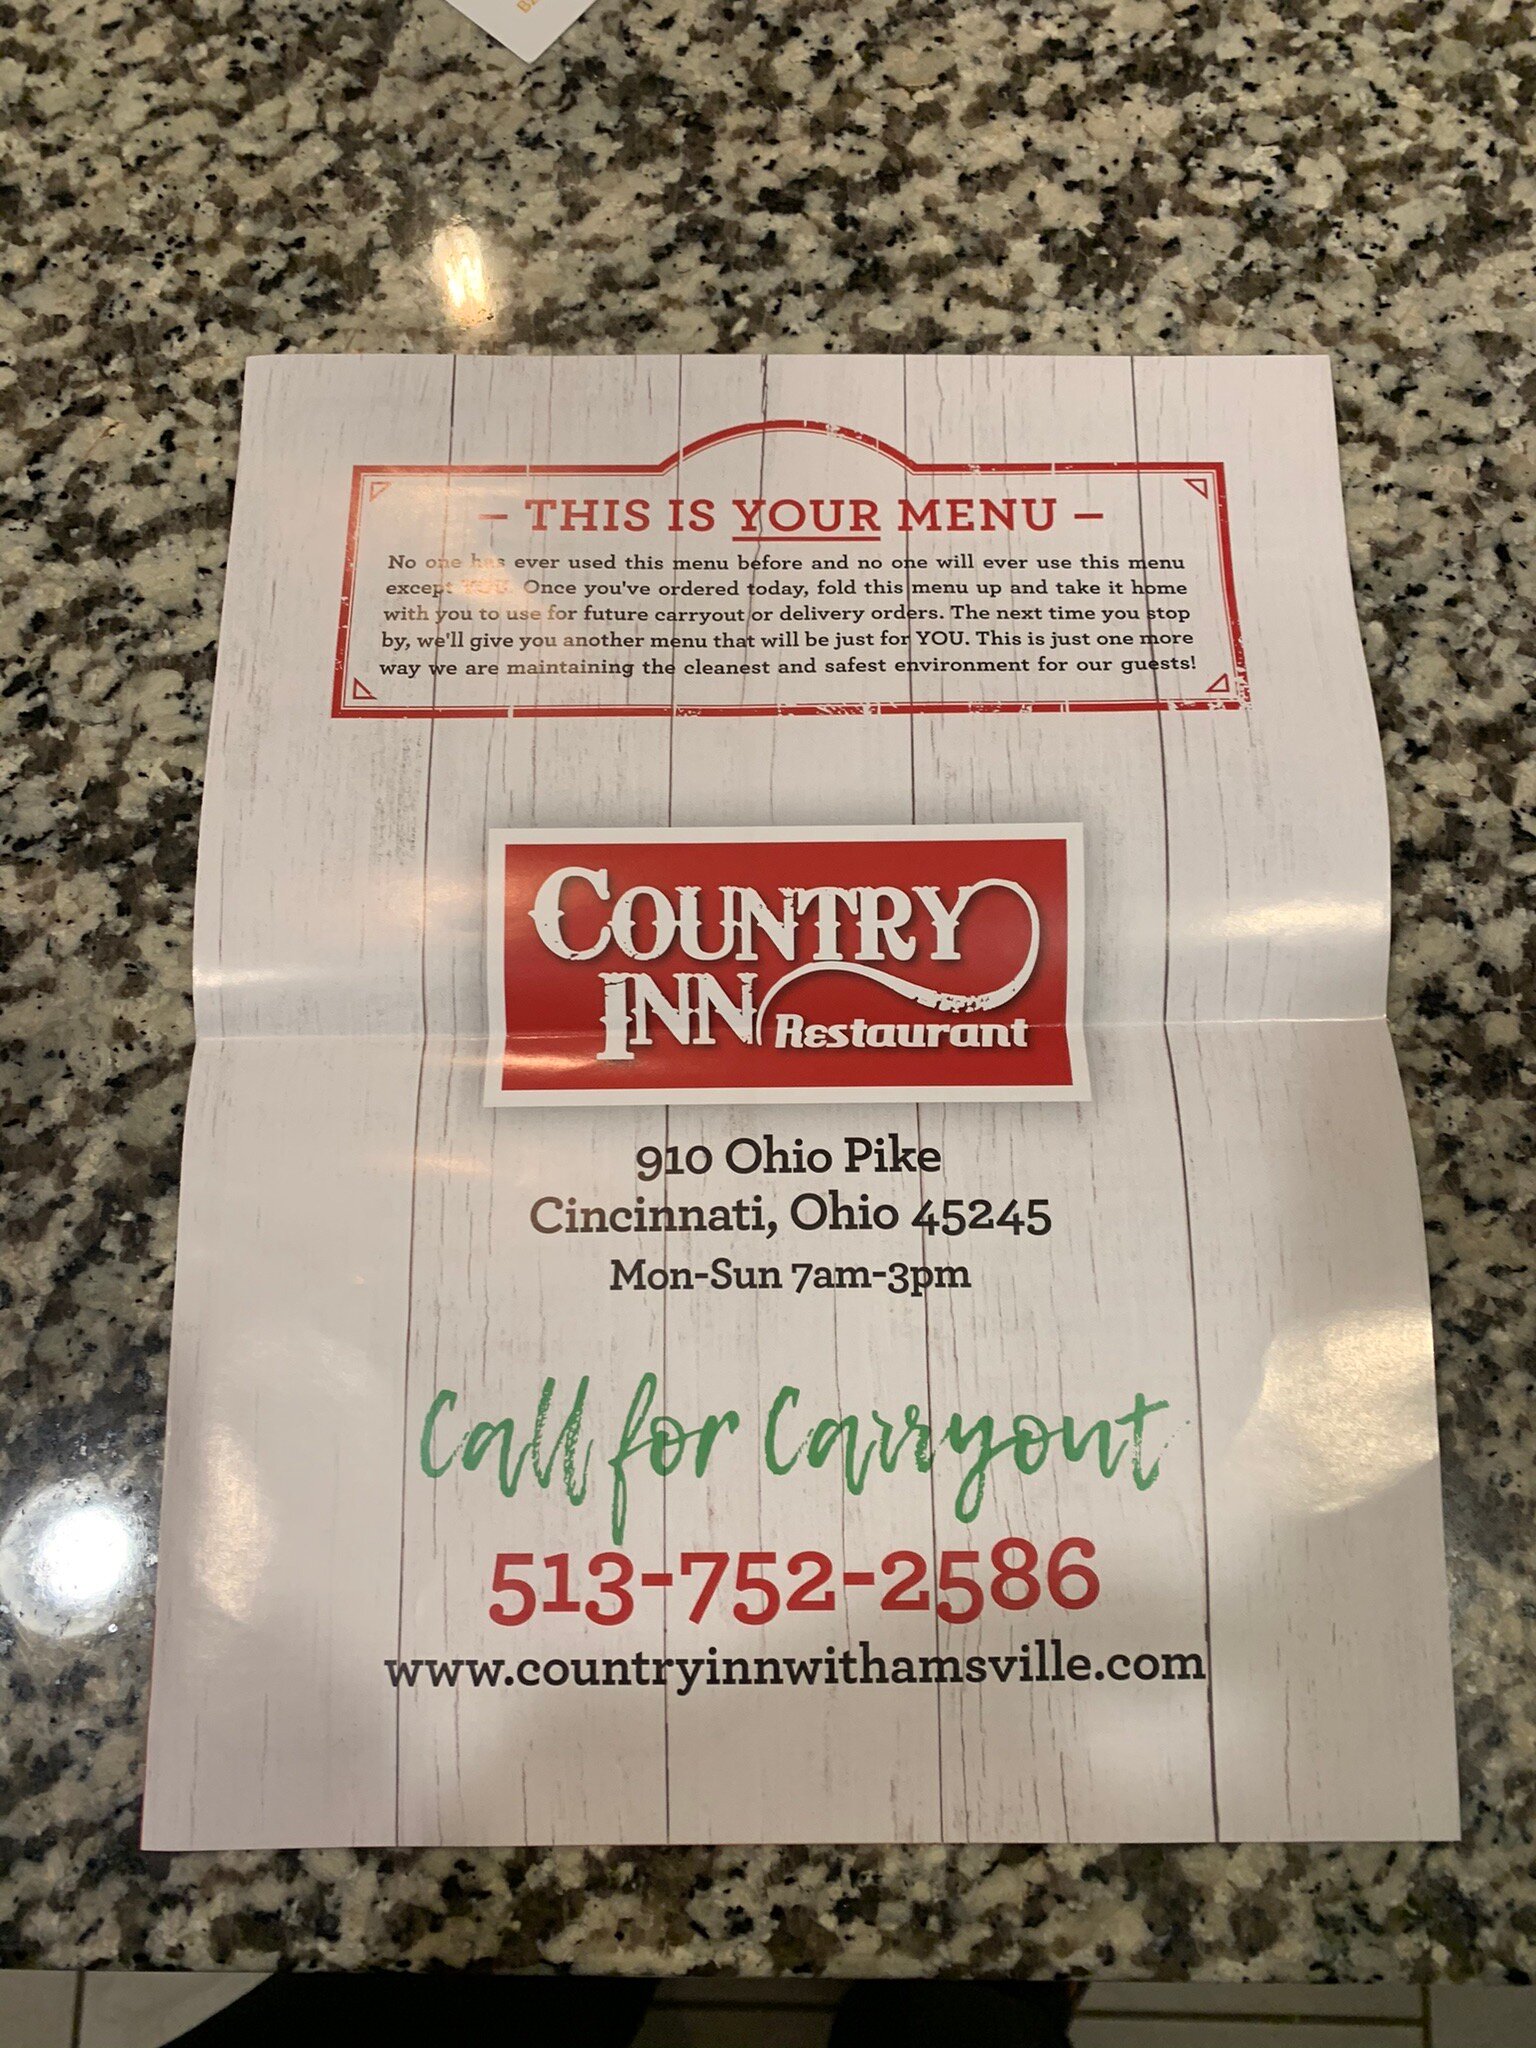 – THIS IS YOUR MENU –
No one has ever used this menu before and no one will ever use this menu
except YOU. Once you've ordered today, fold this menu up and take it home
with you to use for future carryout or delivery orders. The next time you stop
by, we'll give you another menu that will be just for YOU. This is just one more
way we are maintaining the cleanest and safest environment for our guests!
COUNTRY
INN Restaurant
910 Ohio Pike
Cincinnati, Ohio 45245
Mon-Sun 7am-3pm
Call for Carryout
513-752-2586
www.countryinnwithamsville.com